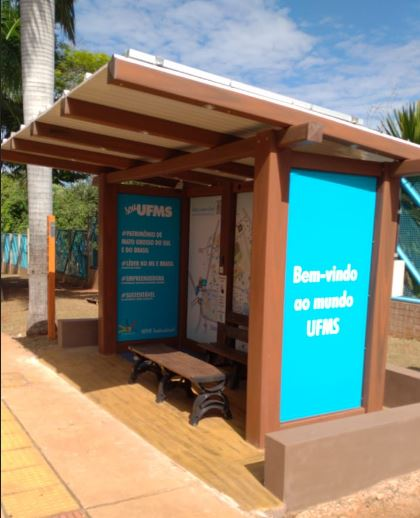 Sou UFMS
#PATRIMÔNIO DE
MATO GROSSO DO SUL
E DO BRASIL
#LÍDER NO MS E BRASIL
#EMPREENDEDORA
#SUSTENTÁVEL
Bem-vindo
ao mundo
UFMS